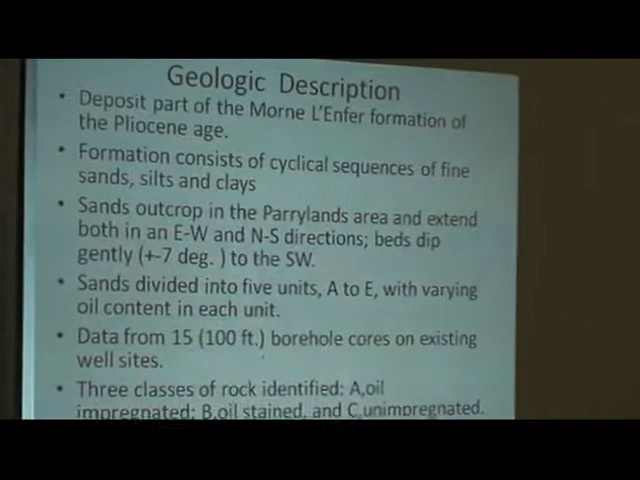 Geologic Description
• Deposit part of the Morne L'Enfer formation of
the Pliocene age.
• Formation consists of cyclical sequences of fine
sands, silts and clays
• Sands outcrop in the Parrylands area and extend
both in an E-W and N-S directions; beds dip
gently (+-7 deg. ) to the SW.
• Sands divided into five units, A to E, with varying
oil content in each unit.
• Data from 15 (100 ft.) borehole cores on existing
well sites.
• Three classes of rock identified: A,oil
impregnated; B,oil stained, and C,unimpregnated.